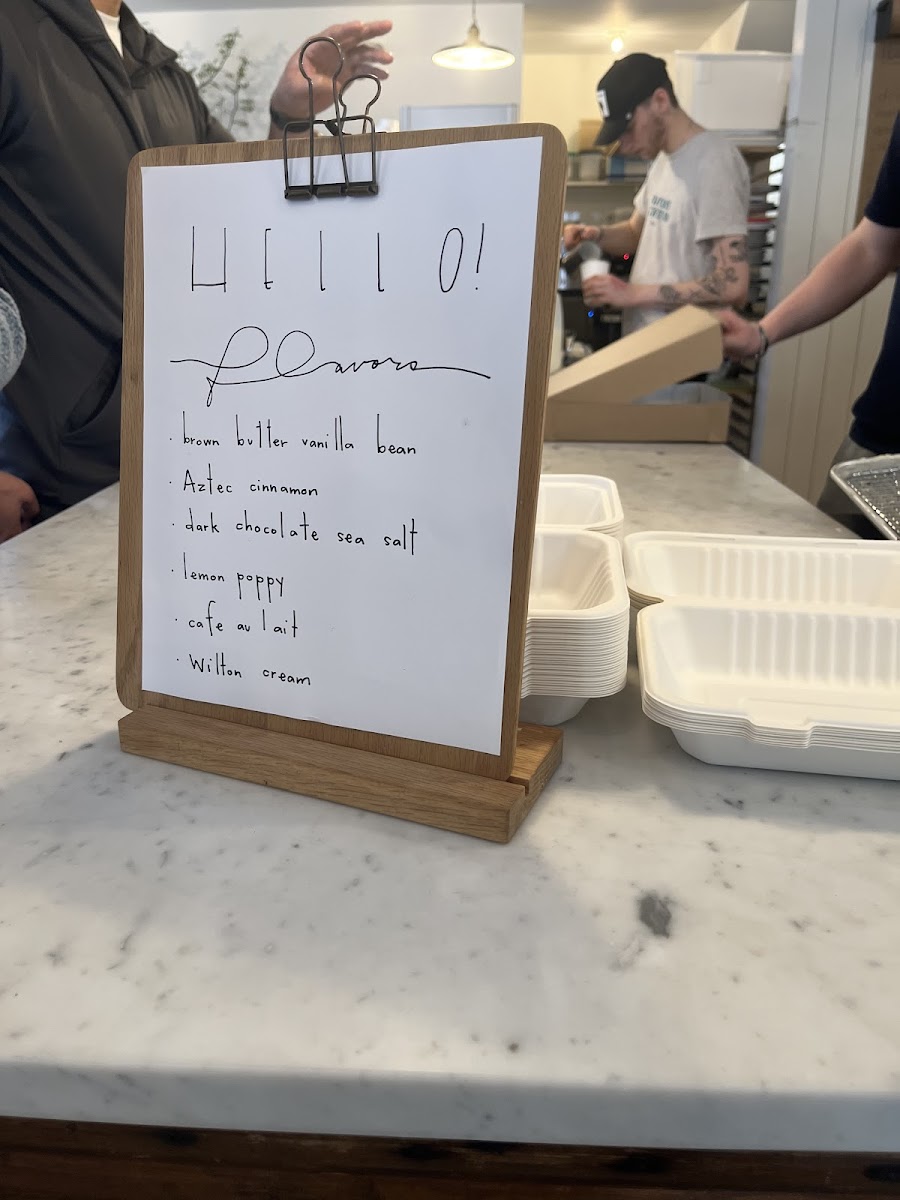 HEllO!
flavors
· brown butter vanilla bean
· Aztec cinnamon
· dark chocolate sea salt
· lemon poppy
· cafe au lait
· Wilton cream